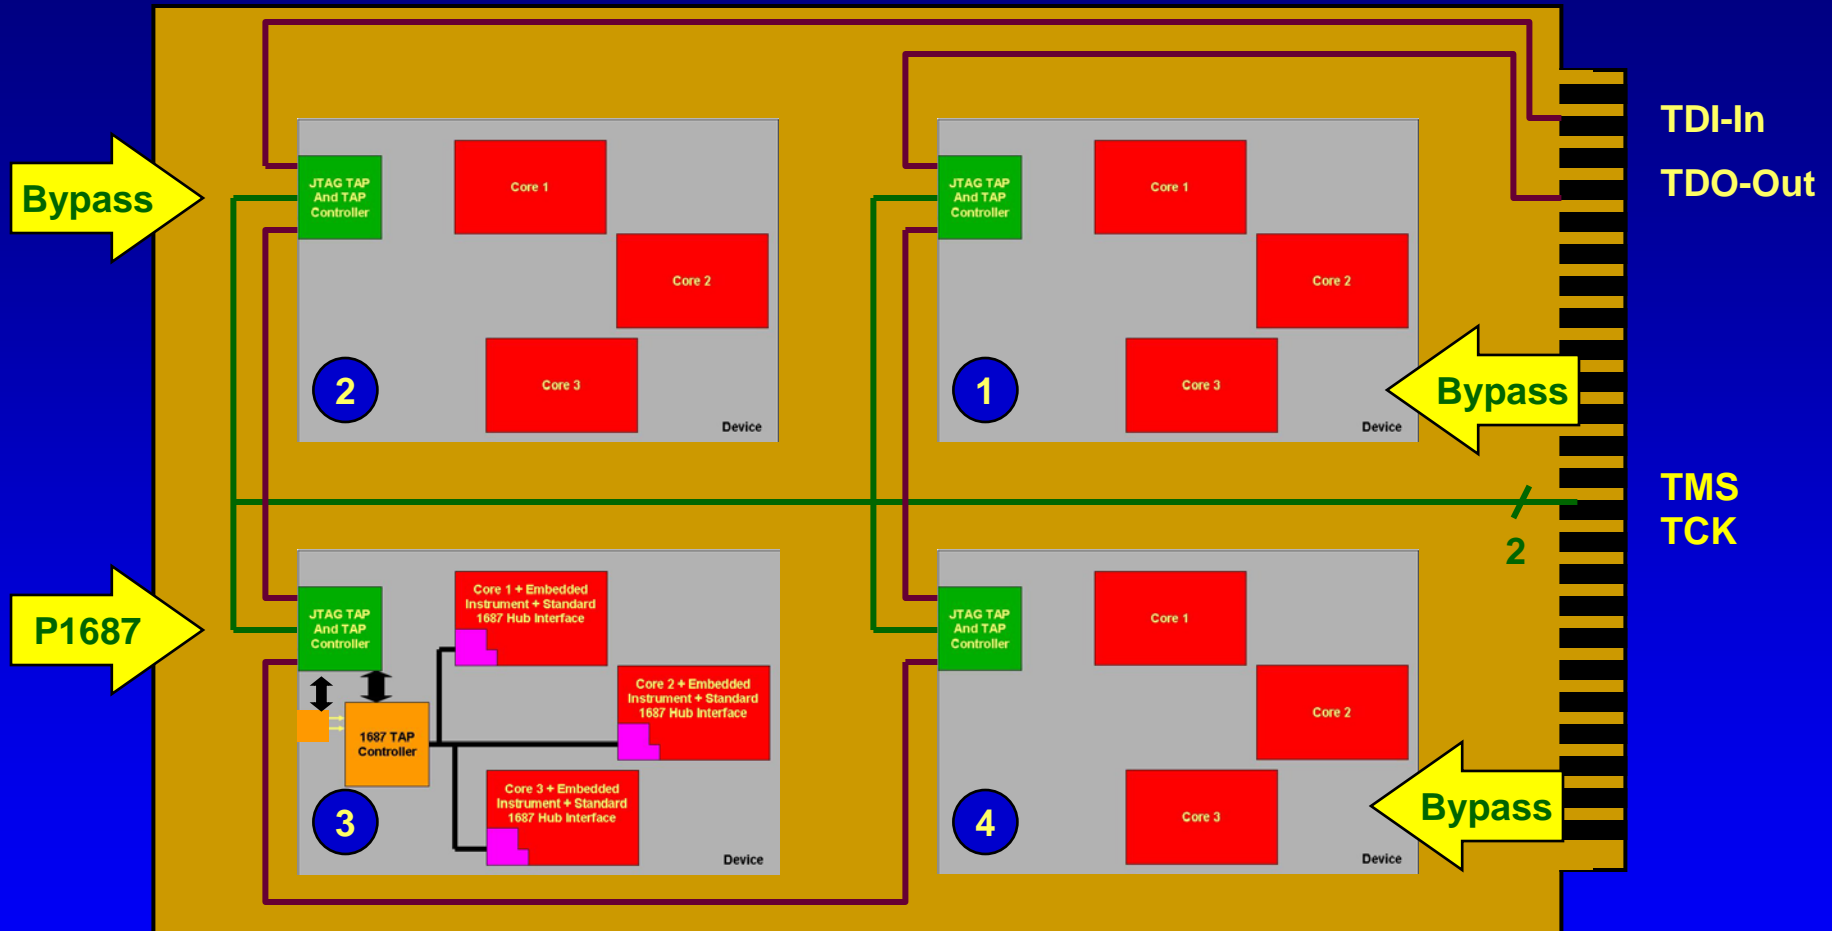 TDI-In
TDO-Out
Bypass
JTAG TAP
And TAP
Controller
Core 1
Core 2
Core 3
2
Device
JTAG TAP
And TAP
Controller
Core 1
Core 2
Core 3
1
Device
Bypass
TMS
TCK
2
P1687
JTAG TAP
And TAP
Controller
Core 1 + Embedded
Instrument + Standard
1687 Hub Interface
Core 2 + Embedded
Instrument + Standard
1687 Hub Interface
1687 TAP
Controller
Core 3 + Embedded
Instrument + Standard
1687 Hub Interface
3
Device
JTAG TAP
And TAP
Controller
Core 1
Core 2
Core 3
4
Device
Bypass